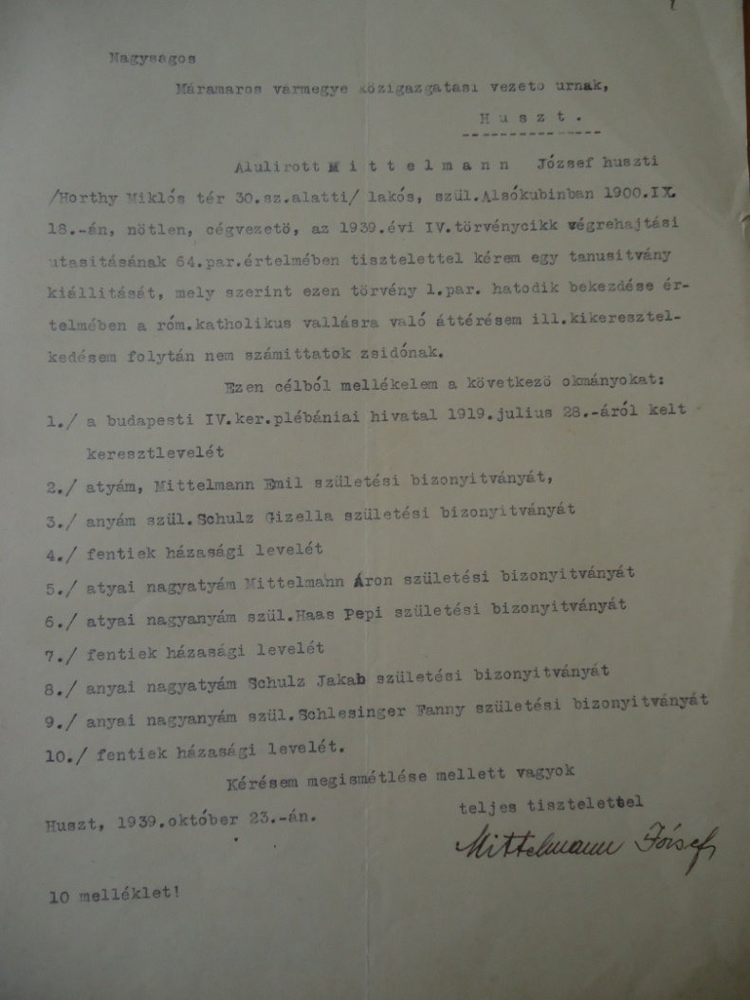 Nagyságos
Máramaros vármegye közigazgatási vezető urnak,
H u s z t .
Alulirott M i t t e l m a n n József huszti
/Horthy Miklós tér 30.sz.alatti/ lakós, szül.Alsókubinban 1900.IX.
18.-án, nőtlen, cégvezető, az 1939.évi IV.törvénycikk végrehajtási
utasitásának 64.par.értelmében tisztelettel kérem egy tanusitvány
kiállitását, mely szerint ezen törvény 1.par. hatodik bekezdése ér-
telmében a róm.katholikus vallásra való áttérésem ill.kikeresztel-
kedésem folytán nem számittatok zsidónak.
Ezen célból mellékelem a következő okmányokat:
1./ a budapesti IV.ker.plébániai hivatal 1919.julius 28.-áról kelt
keresztlevelét
2./ atyám, Mittelmann Emil születési bizonyitványát,
3./ anyám szül.Schulz Gizella születési bizonyitványát
4./ fentiek házasági levelét
5./ atyai nagyatyám Mittelmann Áron születési bizonyitványát
6./ atyai nagyanyám szül.Haas Pepi születési bizonyitványát
7./ fentiek házasági levelét
8./ anyai nagyatyám Schulz Jakab születési bizonyitványát
9./ anyai nagyanyám szül.Schlesinger Fanny születési bizonyitványát
10./ fentiek házasági levelét.
Kérésem megismétlése mellett vagyok
teljes tisztelettel
Huszt, 1939.október 23.-án.
Mittelmann József
10 melléklet!